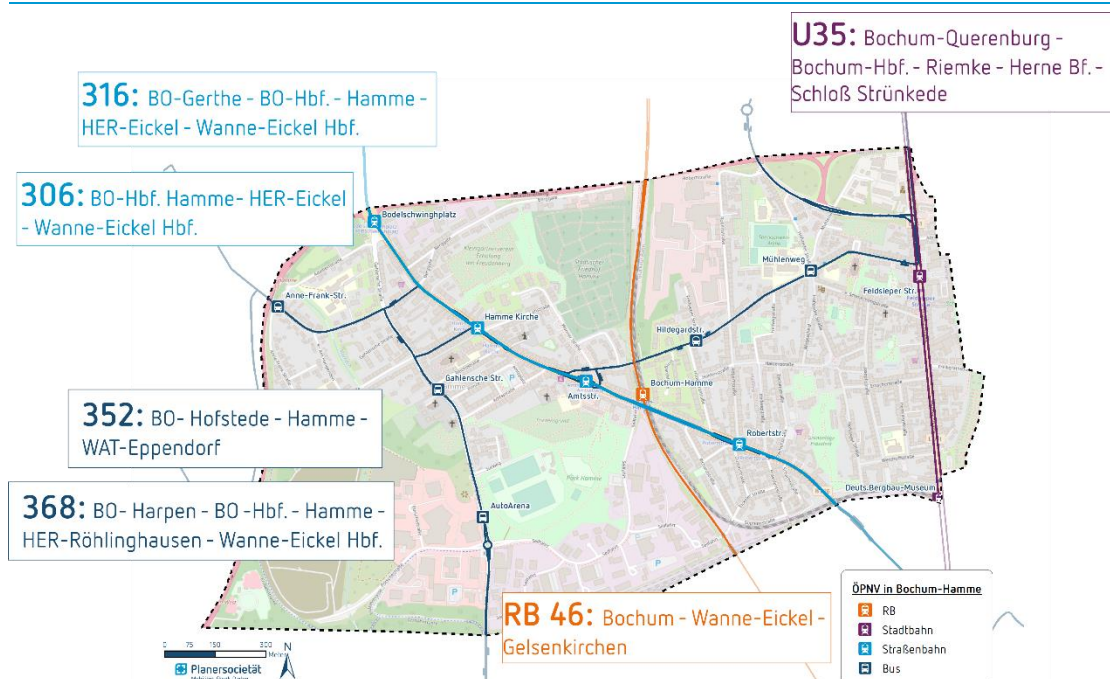 U35: Bochum-Querenburg -
Bochum-Hbf. - Riemke - Herne Bf. -
Schloß Strünkede
316: BO-Gerthe - BO-Hbf. - Hamme -
HER-Eickel - Wanne-Eickel Hbf.
306: BO-Hbf. Hamme- HER-Eickel
- Wanne-Eickel Hbf.
Bodelschwinghplatz
Mühlenweg
Feldsieper Str.
Anne-Frank-Str.
Hamme Kirche
Hildegardstr.
Gahlensche Str.
Amtsstr.
Bochum-Hamme
Robertstr.
352: BO- Hofstede - Hamme -
WAT-Eppendorf
Deuts.Bergbau-Museum
368: BO- Harpen - BO -Hbf. - Hamme -
HER-Röhlinghausen - Wanne-Eickel Hbf.
AutoArena
RB 46: Bochum - Wanne-Eickel -
Gelsenkirchen
ÖPNV in Bochum-Hamme
RB
Stadtbahn
Straßenbahn
Bus
0 75 150 300
Meter
N
Planersocietät